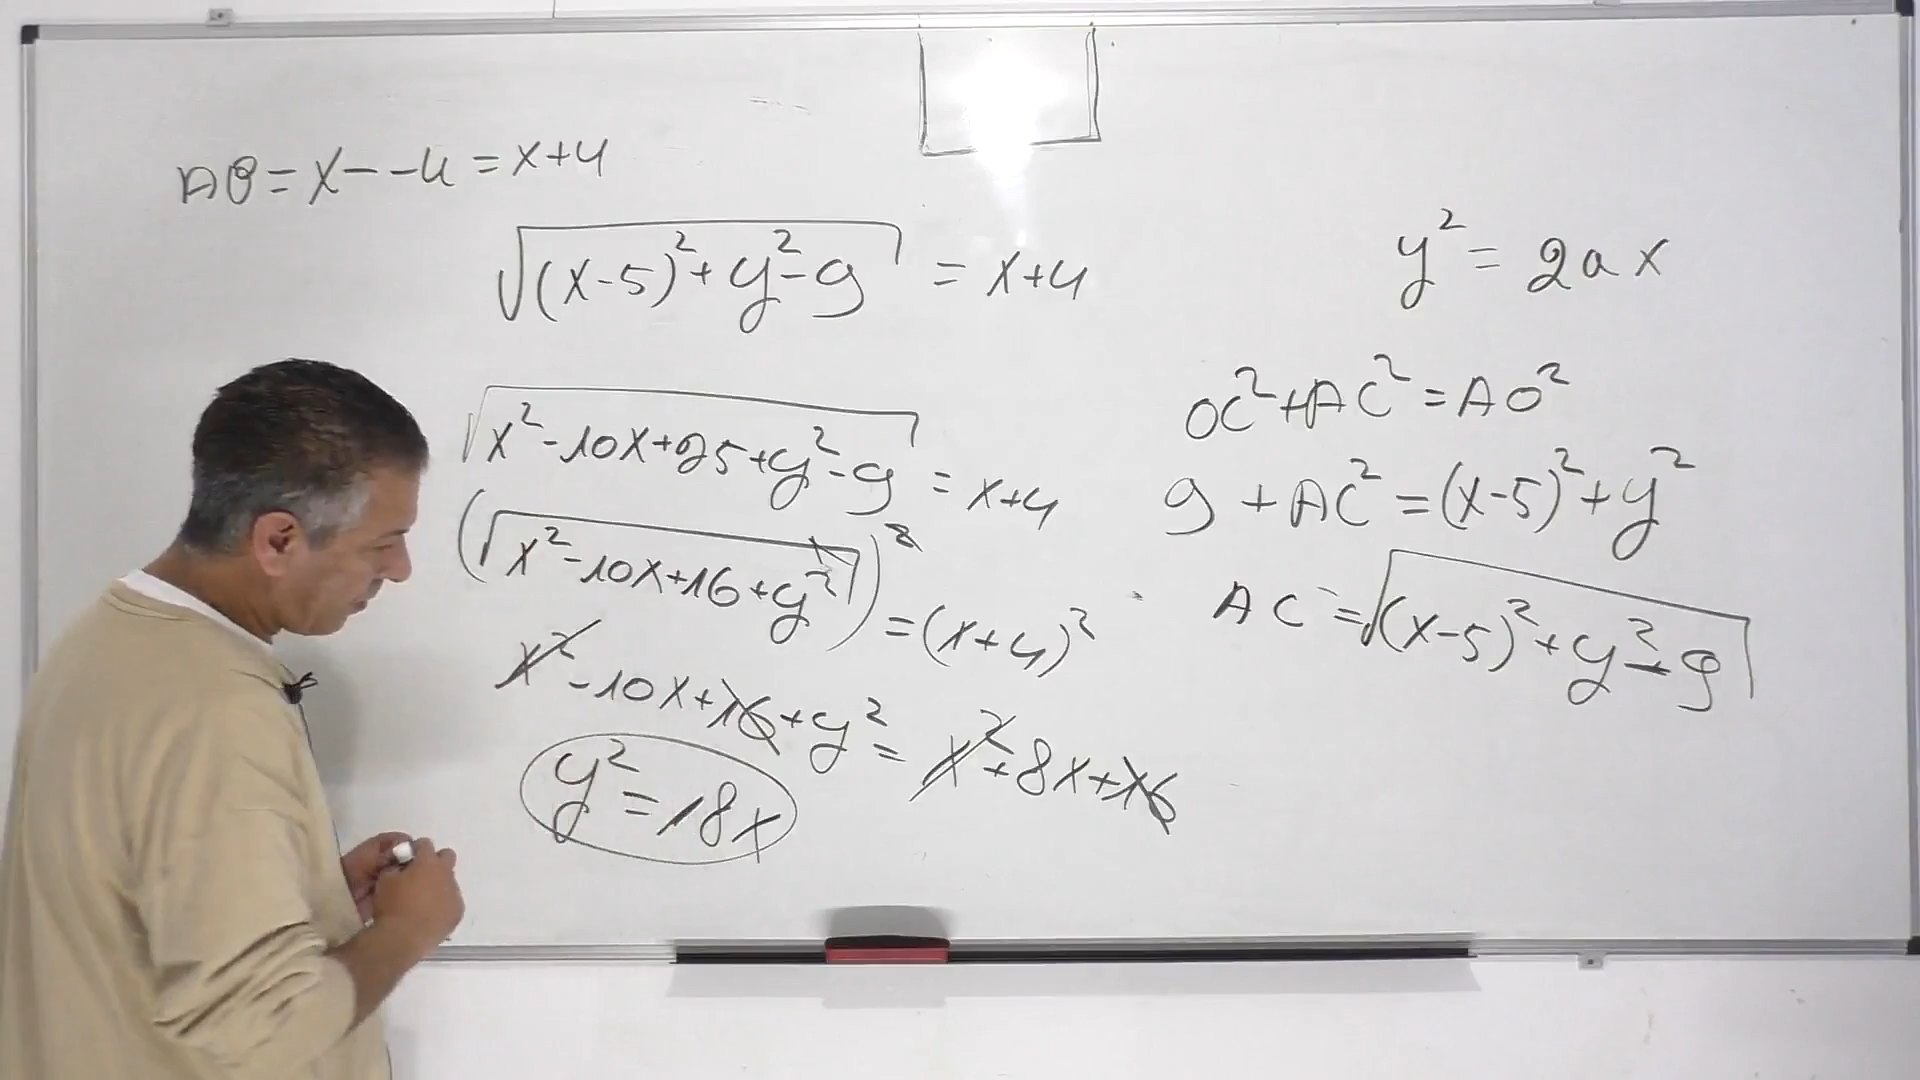 AB = x - -4 = x+4
√((x-5)² + y² - 9) = x+4
√(x² - 10x + 25 + y² - 9) = x+4
(√(x² - 10x + 16 + y²))² = (x+4)²
x² - 10x + 16 + y² = x² + 8x + 16
y² = 18x
y² = 2ax
OC² + AC² = AO²
9 + AC² = (x-5)² + y²
AC = √((x-5)² + y² - 9)